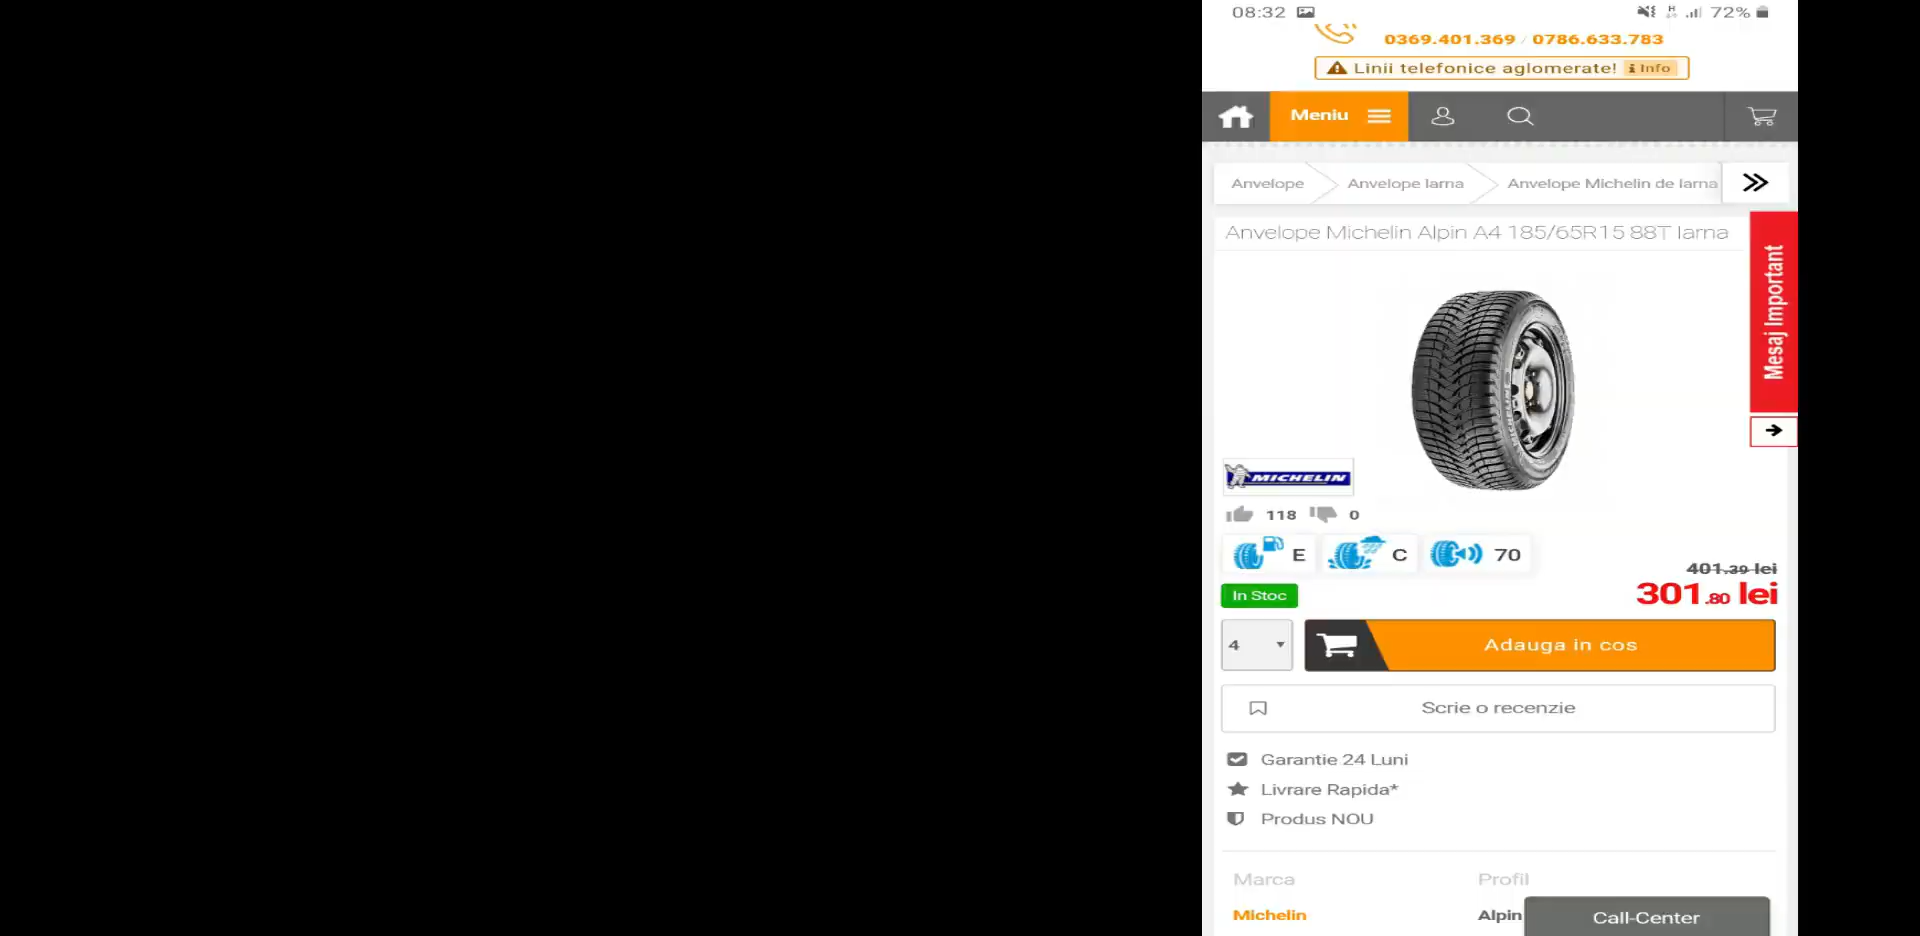 08:32 72%
0369.401.369 / 0786.633.783
Linii telefonice aglomerate! i Info
Meniu
Anvelope Anvelope Iarna Anvelope Michelin de Iarna
Anvelope Michelin Alpin A4 185/65R15 88T Iarna
Mesaj Important
MICHELIN
118 0
E C 70
401.39 lei
In Stoc 301.80 lei
4 Adauga in cos
Scrie o recenzie
Garantie 24 Luni
Livrare Rapida*
Produs NOU
Marca Profil
Michelin Alpin
Call-Center